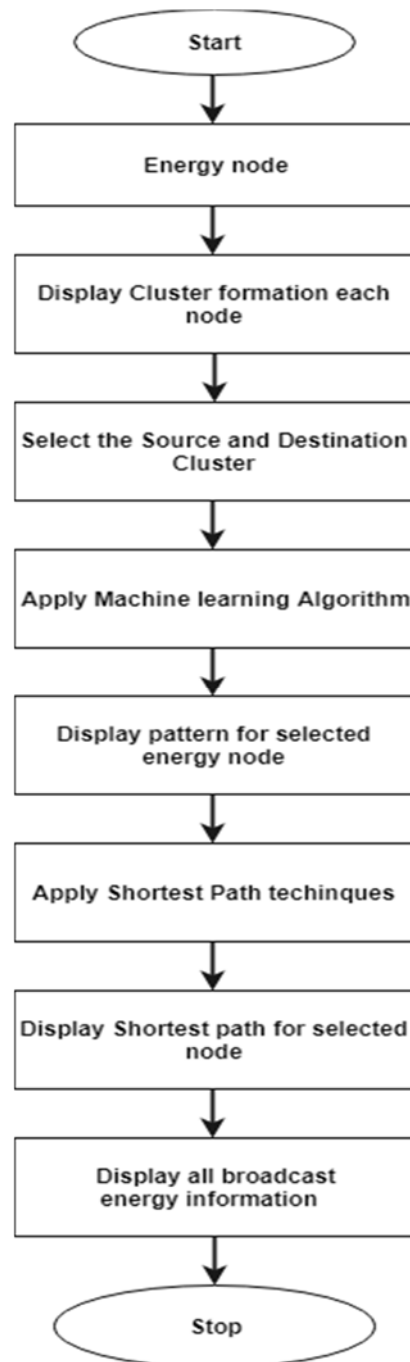 Start
Energy node
Display Cluster formation each
node
Select the Source and Destination
Cluster
Apply Machine learning Algorithm
Display pattern for selected
energy node
Apply Shortest Path techinques
Display Shortest path for selected
node
Display all broadcast
energy information
Stop